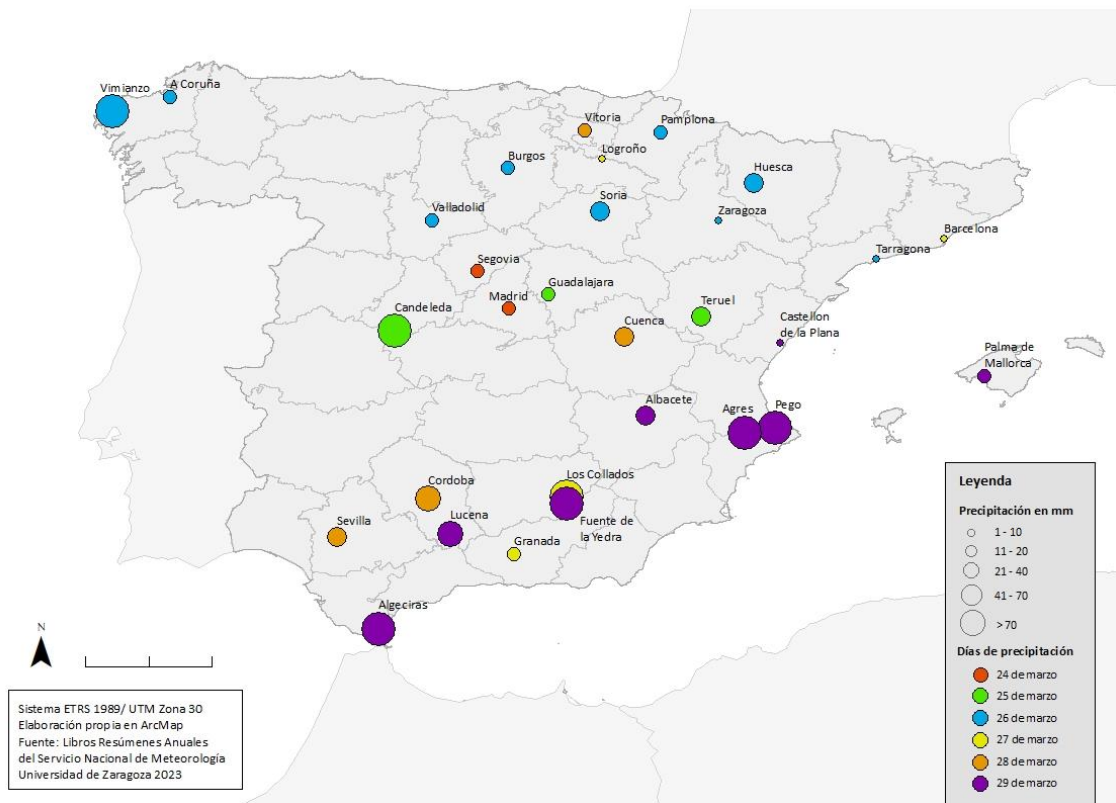 Vimianzo
A Coruña
Vitoria
Pamplona
Logroño
Burgos
Huesca
Soria
Valladolid
Zaragoza
Barcelona
Tarragona
Segovia
Guadalajara
Madrid
Candeleda
Teruel
Cuenca
Castellon
de la Plana
Palma de
Mallorca
Albacete
Agres
Pego
Los Collados
Cordoba
Lucena
Sevilla
Fuente de
la Yedra
Granada
Algeciras
N
Sistema ETRS 1989/ UTM Zona 30
Elaboración propia en ArcMap
Fuente: Libros Resúmenes Anuales
del Servicio Nacional de Meteorología
Universidad de Zaragoza 2023
Leyenda
Precipitación en mm
1 - 10
11 - 20
21 - 40
41 - 70
>70
Días de precipitación
24 de marzo
25 de marzo
26 de marzo
27 de marzo
28 de marzo
29 de marzo